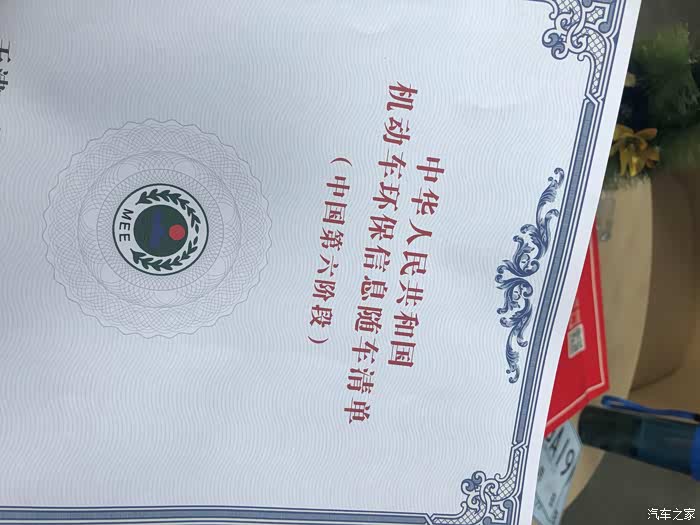 中华人民共和国
机动车环保信息随车清单
（中国第六阶段）
MEE
A19
汽车之家